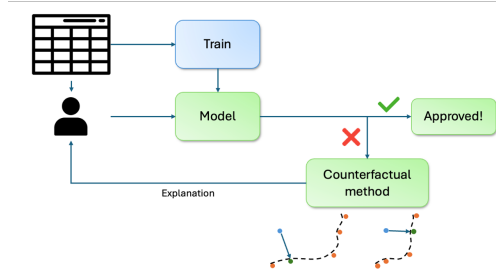 Train
Model
Approved!
Counterfactual
method
Explanation